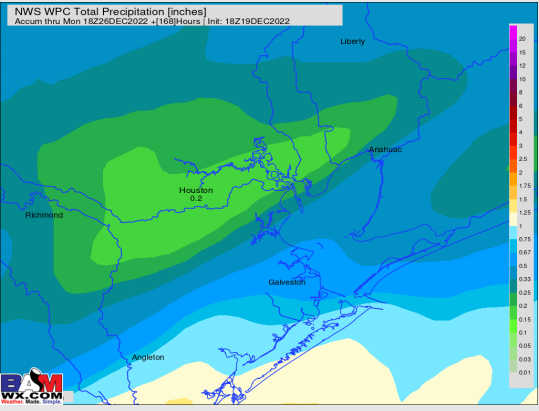 NWS WPC Total Precipitation [inches]
Accum thru Mon 18Z26DEC2022 +[168]Hours | Init: 18Z19DEC2022
Liberty
Anahuac
Houston
0.2
Richmond
Galveston
Angleton
20
15
12
10
8
6
5
4
3
2.5
2
1.75
1.5
1.25
1
0.75
0.67
0.5
0.33
0.25
0.2
0.15
0.1
0.05
0.03
0.01
BAM
WX.COM
Weather. Made. Simple.